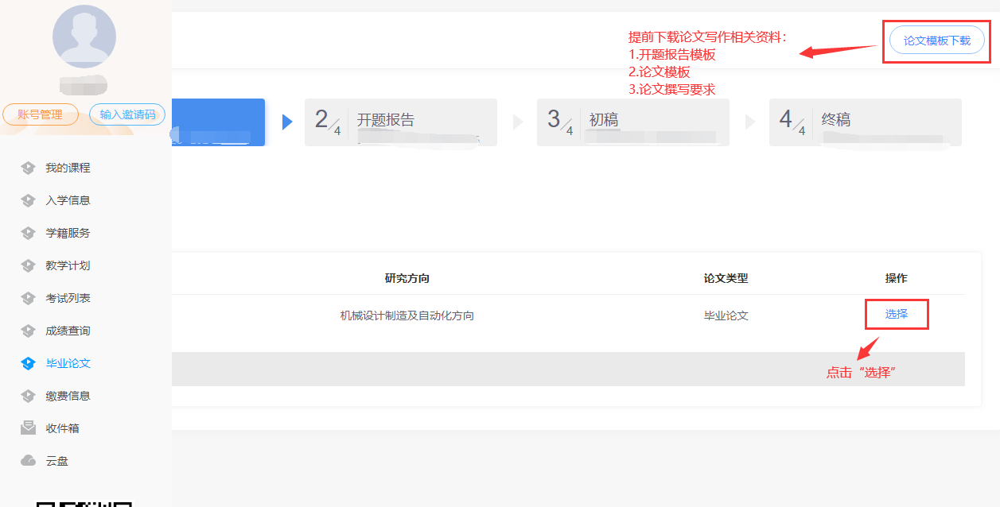 账号管理
输入邀请码
我的课程
入学信息
学籍服务
教学计划
考试列表
成绩查询
毕业论文
缴费信息
收件箱
云盘
提前下载论文写作相关资料：
1.开题报告模板
2.论文模板
3.论文撰写要求
论文模板下载
2/4 开题报告
3/4 初稿
4/4 终稿
研究方向 论文类型 操作
机械设计制造及自动化方向 毕业论文 选择
点击“选择”